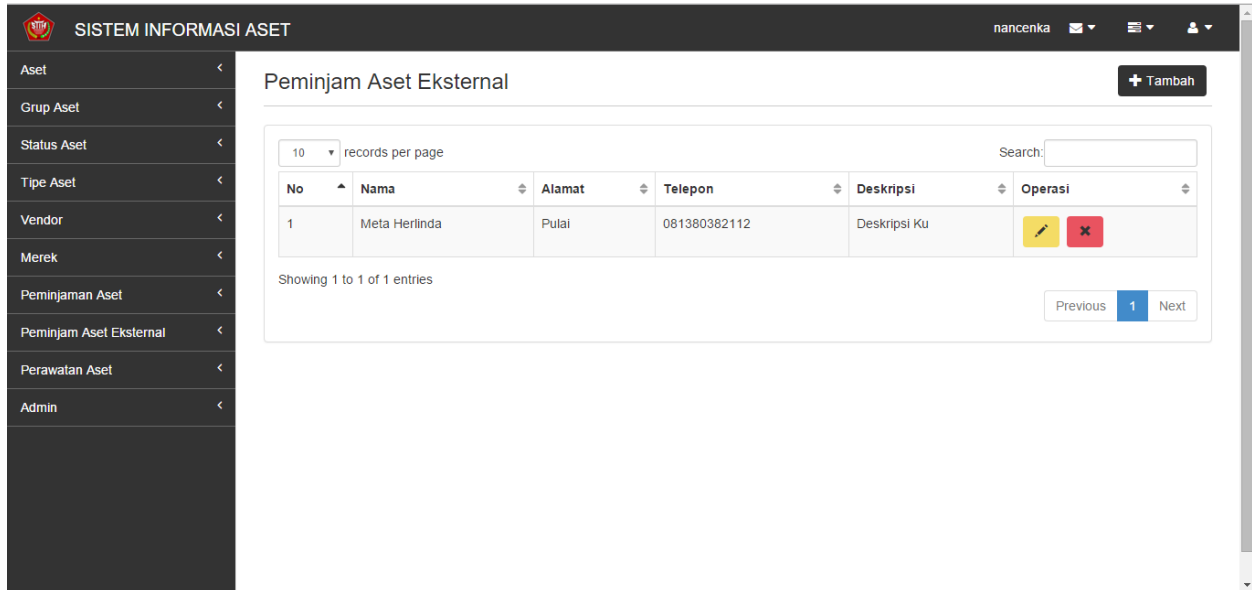 SISTEM INFORMASI ASET
nancenka
Aset
Grup Aset
Status Aset
Tipe Aset
Vendor
Merek
Peminjaman Aset
Peminjam Aset Eksternal
Perawatan Aset
Admin
Peminjam Aset Eksternal
Tambah
10 records per page
Search:
No Nama Alamat Telepon Deskripsi Operasi
1 Meta Herlinda Pulai 081380382112 Deskripsi Ku
Showing 1 to 1 of 1 entries
Previous 1 Next